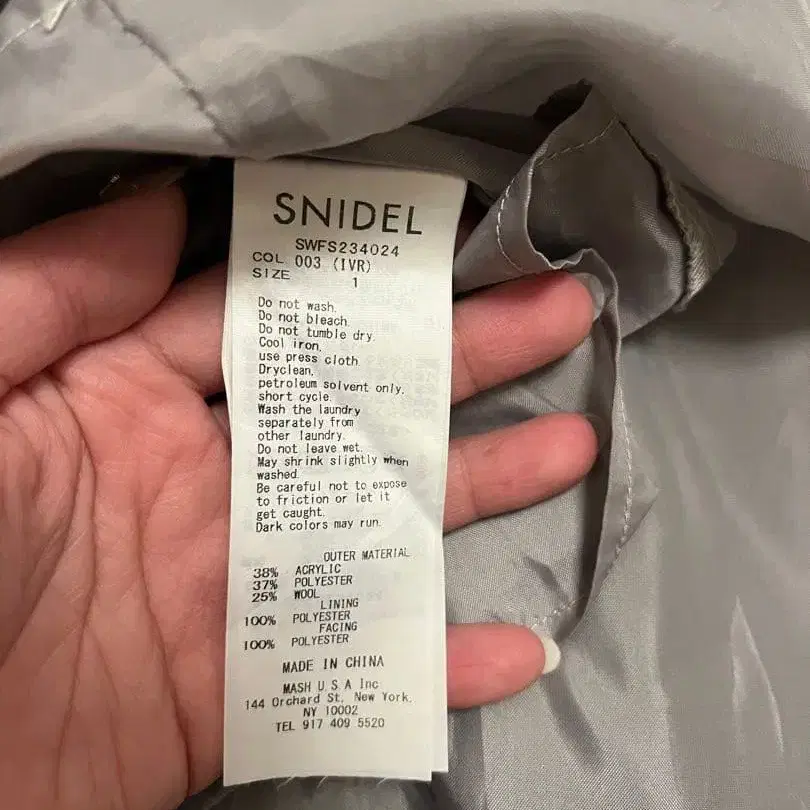 SNIDEL
SWFS234024
COL 003 (IVR)
SIZE 1
Do not wash.
Do not bleach.
Do not tumble dry.
Cool iron,
use press cloth.
Dryclean,
petroleum solvent only,
short cycle.
Wash the laundry
separately from
other laundry.
Do not leave wet.
May shrink slightly when
washed.
Be careful not to expose
to friction or let it
get caught.
Dark colors may run.
OUTER MATERIAL
38% ACRYLIC
37% POLYESTER
25% WOOL
LINING
100% POLYESTER
FACING
100% POLYESTER
MADE IN CHINA
MASH U S A Inc
144 Orchard St, New York,
NY 10002
TEL 917 409 5520